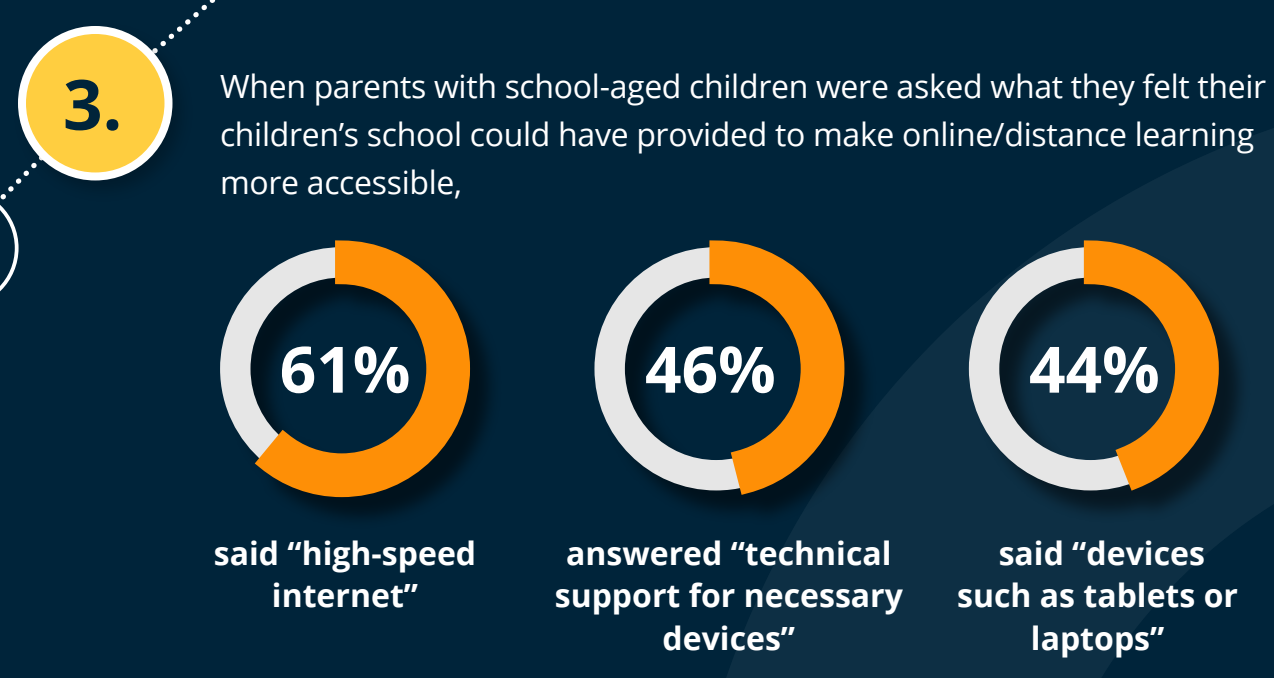 3.
When parents with school-aged children were asked what they felt their
children’s school could have provided to make online/distance learning
more accessible,
61%
said “high-speed
internet”
46%
answered “technical
support for necessary
devices”
44%
said “devices
such as tablets or
laptops”